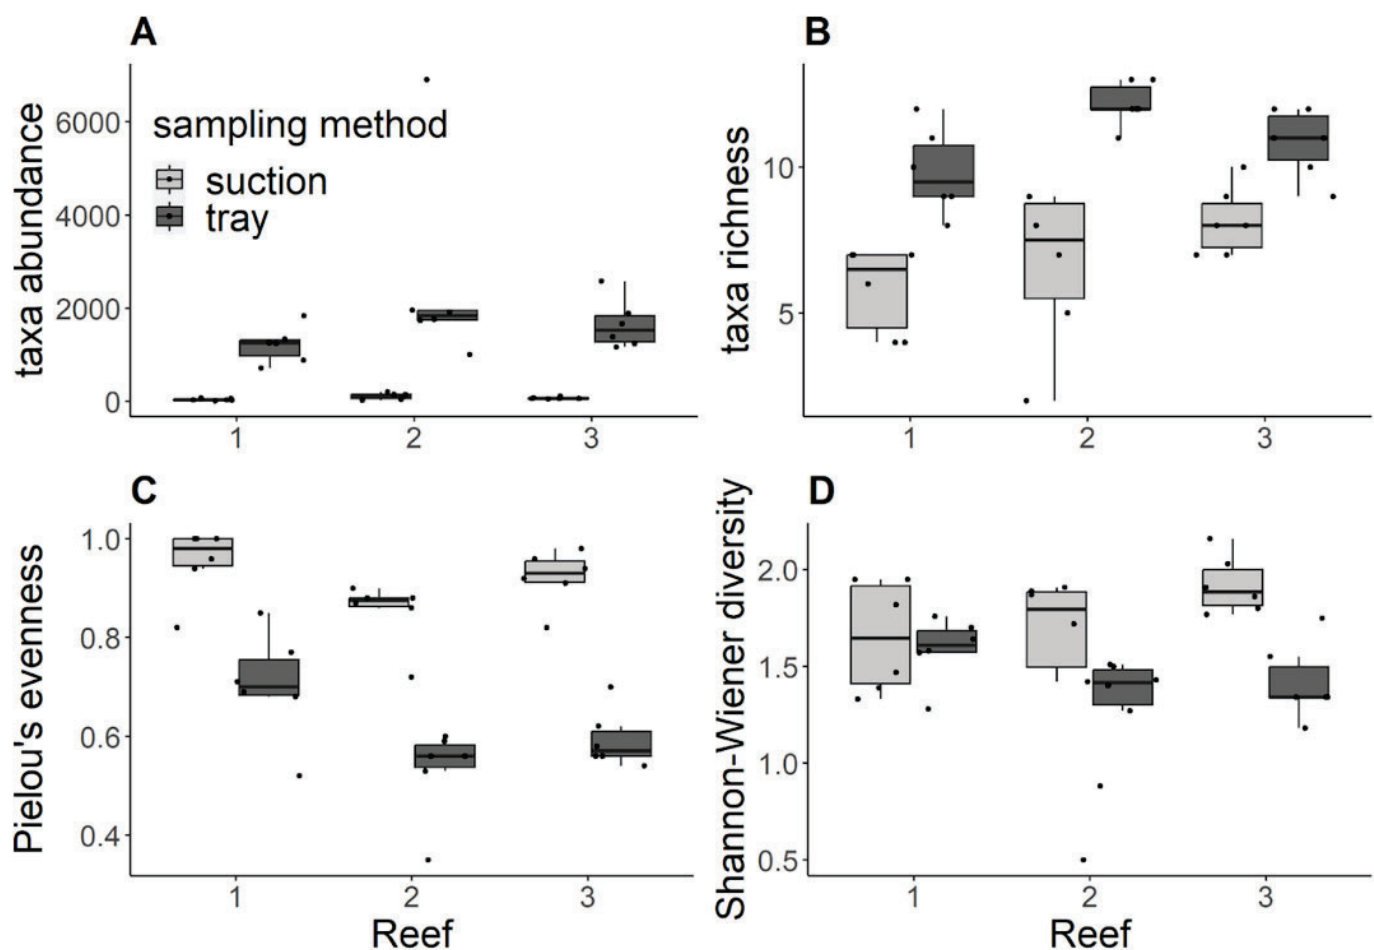 A
taxa abundance
6000
4000
2000
0
sampling method
suction
tray
1
2
3
B
taxa richness
10
5
1
2
3
C
Pielou's evenness
1.0
0.8
0.6
0.4
1
2
3
Reef
D
Shannon-Wiener diversity
2.0
1.5
1.0
0.5
1
2
3
Reef